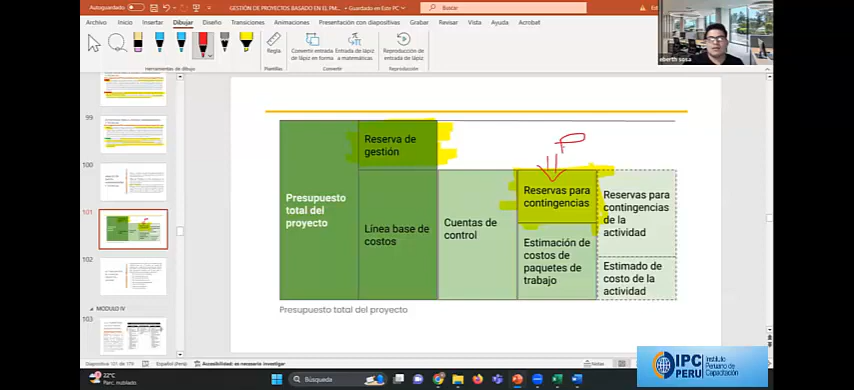 Autoguardado
GESTIÓN DE PROYECTOS BASADO EN EL PM... • Guardado en Este PC
Buscar
Archivo Inicio Insertar Dibujar Diseño Transiciones Animaciones Presentación con diapositivas Grabar Revisar Vista Ayuda Acrobat
Regla
Convertir entrada de lápiz en forma
Entrada de lápiz a matemáticas
Reproducción de entrada de lápiz
Herramientas de dibujo
Plantillas
Convertir
Reproducción
eberth sosa
99
100
101
102
MODULO IV
103
P
Reserva de gestión
Presupuesto total del proyecto
Línea base de costos
Cuentas de control
Reservas para contingencias
Estimación de costos de paquetes de trabajo
Reservas para contingencias de la actividad
Estimado de costo de la actividad
Presupuesto total del proyecto
Diapositiva 101 de 179
Español (Perú)
Accesibilidad: es necesario investigar
Notas
22°C
Parc. nublado
Búsqueda
IPC PERÚ
Instituto Peruano de Capacitación